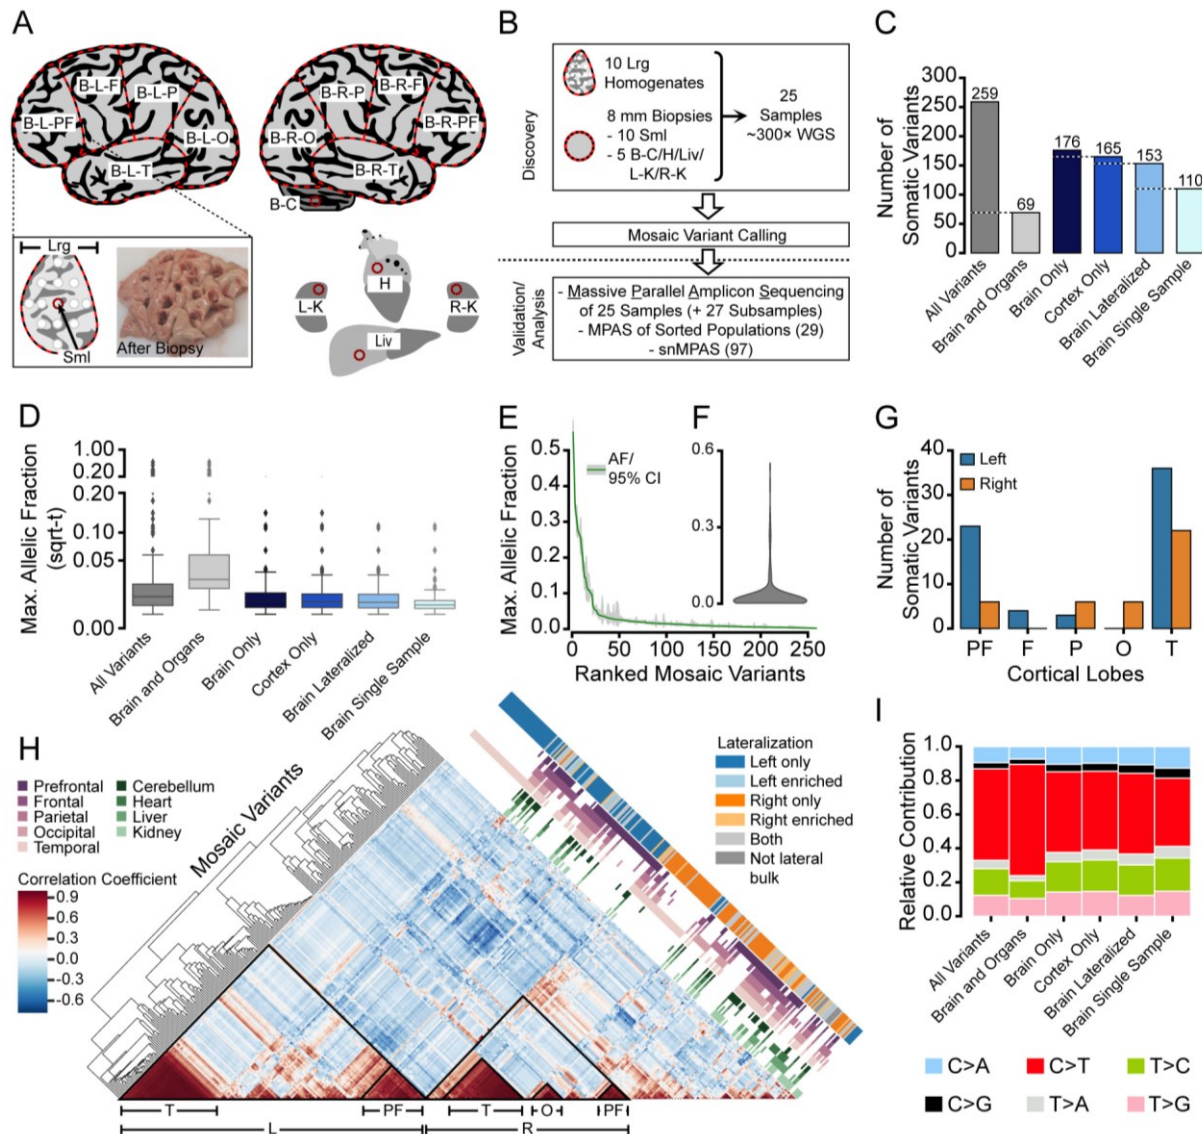 A
B-L-F
B-L-P
B-L-PF
B-L-O
B-L-T
B-R-F
B-R-P
B-R-PF
B-R-O
B-R-T
B-C
Lrg
Sml
After Biopsy
H
L-K
R-K
Liv
B
Discovery
10 Lrg
Homogenates
8 mm Biopsies
- 10 Sml
- 5 B-C/H/Liv/
L-K/R-K
25
Samples
~300× WGS
Mosaic Variant Calling
Validation/
Analysis
- Massive Parallel Amplicon Sequencing
of 25 Samples (+ 27 Subsamples)
- MPAS of Sorted Populations (29)
- snMPAS (97)
C
Number of
Somatic Variants
300
250
200
150
100
50
0
259
69
176
165
153
110
All Variants
Brain and Organs
Brain Only
Cortex Only
Brain Lateralized
Brain Single Sample
D
Max. Allelic Fraction
(sqrt-t)
1.00
0.20
0.20
0.10
0.05
0.00
All Variants
Brain and Organs
Brain Only
Cortex Only
Brain Lateralized
Brain Single Sample
E
Max. Allelic Fraction
0.5
0.4
0.3
0.2
0.1
0.0
AF/
95% CI
0 50 100 150 200 250
Ranked Mosaic Variants
F
0.6
0.3
0.0
G
Number of
Somatic Variants
40
20
10
0
Left
Right
PF F P O T
Cortical Lobes
H
Prefrontal
Frontal
Parietal
Occipital
Temporal
Cerebellum
Heart
Liver
Kidney
Mosaic Variants
Correlation Coefficient
0.9
0.6
0.3
-0.0
-0.3
-0.6
Lateralization
Left only
Left enriched
Right only
Right enriched
Both
Not lateral
bulk
T PF T O PF
L R
I
Relative Contribution
1.0
0.8
0.6
0.4
0.2
0.0
All Variants
Brain and Organs
Brain Only
Cortex Only
Brain Lateralized
Brain Single Sample
C>A C>T T>C
C>G T>A T>G